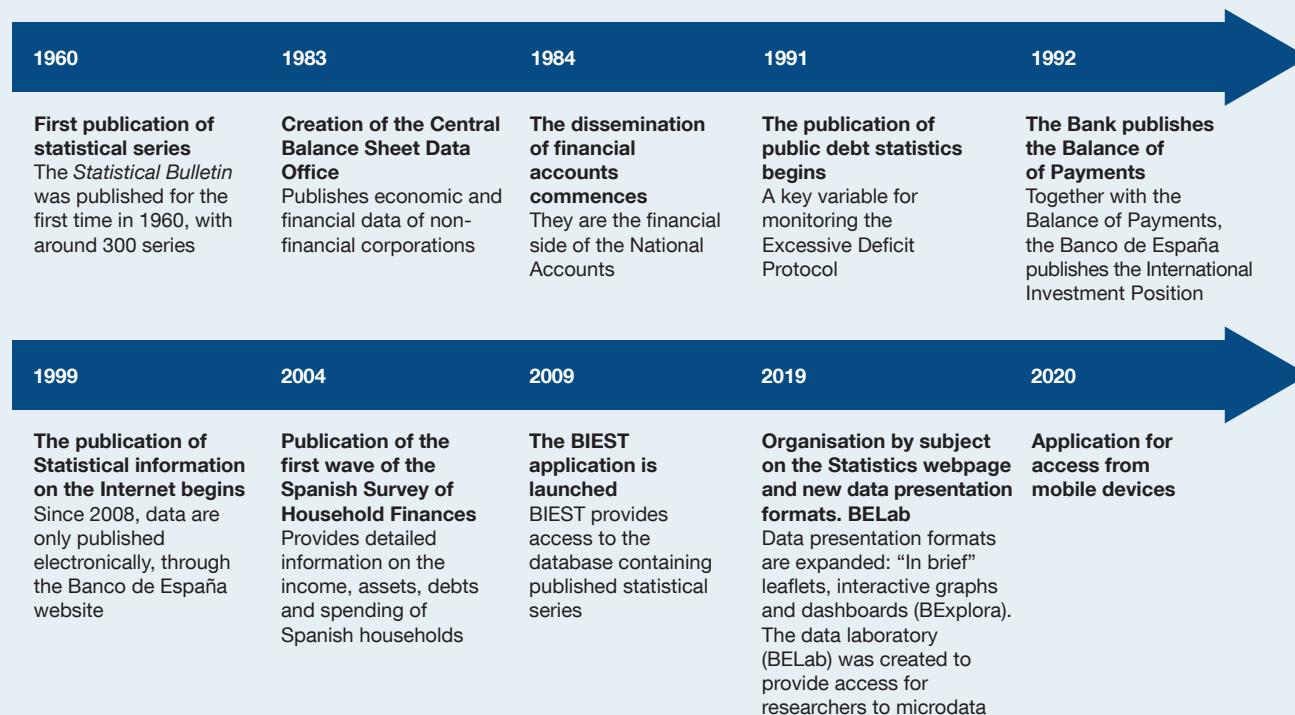 1960
1983
1984
1991
1992
First publication of
statistical series
The Statistical Bulletin
was published for the
first time in 1960, with
around 300 series
Creation of the Central
Balance Sheet Data
Office
Publishes economic and
financial data of non-
financial corporations
The dissemination
of financial
accounts
commences
They are the financial
side of the National
Accounts
The publication of
public debt statistics
begins
A key variable for
monitoring the
Excessive Deficit
Protocol
The Bank publishes
the Balance of
of Payments
Together with the
Balance of Payments,
the Banco de España
publishes the International
Investment Position
1999
2004
2009
2019
2020
The publication of
Statistical information
on the Internet begins
Since 2008, data are
only published
electronically, through
the Banco de España
website
Publication of the
first wave of the
Spanish Survey of
Household Finances
Provides detailed
information on the
income, assets, debts
and spending of
Spanish households
The BIEST
application is
launched
BIEST provides
access to the
database containing
published statistical
series
Organisation by subject
on the Statistics webpage
and new data presentation
formats. BELab
Data presentation formats
are expanded: “In brief”
leaflets, interactive graphs
and dashboards (BExplora).
The data laboratory
(BELab) was created to
provide access for
researchers to microdata
Application for
access from
mobile devices